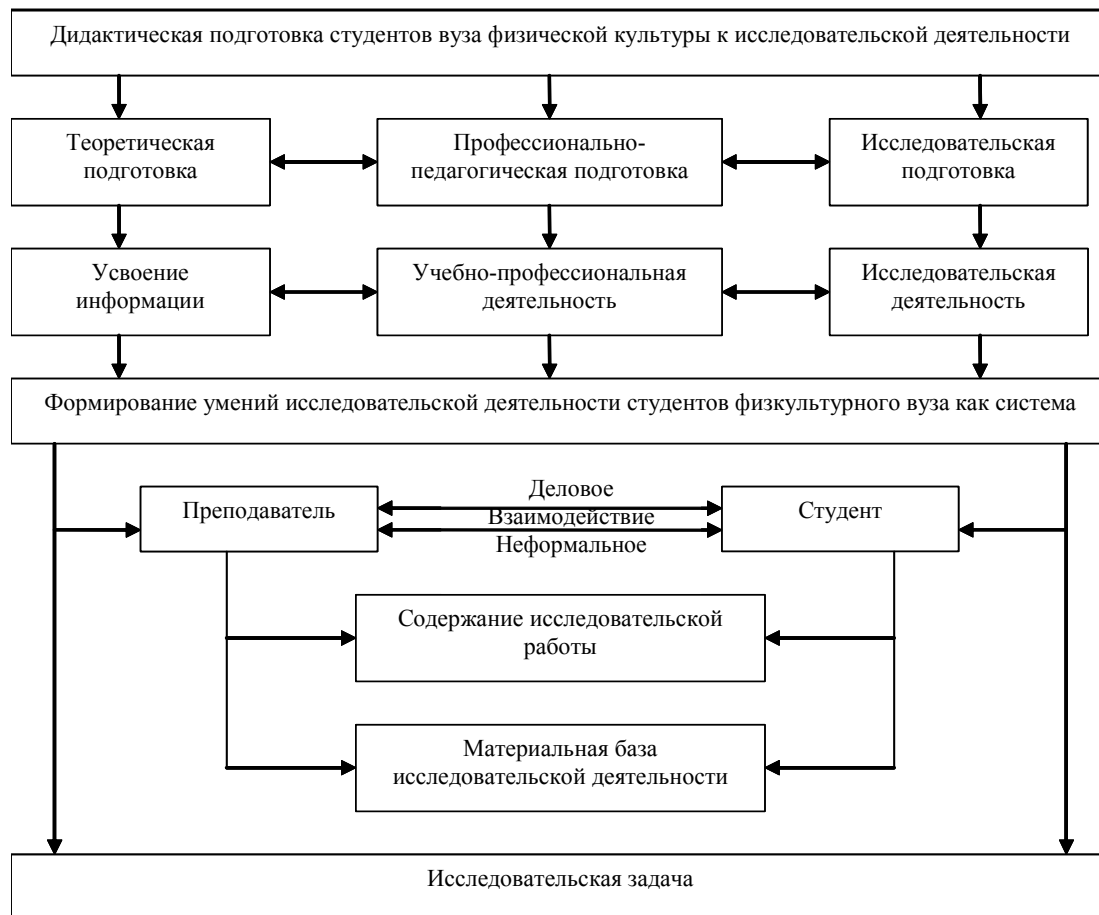 Дидактическая подготовка студентов вуза физической культуры к исследовательской деятельности
Теоретическая
подготовка
Профессионально-
педагогическая подготовка
Исследовательская
подготовка
Усвоение
информации
Учебно-профессиональная
деятельность
Исследовательская
деятельность
Формирование умений исследовательской деятельности студентов физкультурного вуза как система
Преподаватель
Деловое
Взаимодействие
Неформальное
Студент
Содержание исследовательской
работы
Материальная база
исследовательской деятельности
Исследовательская задача